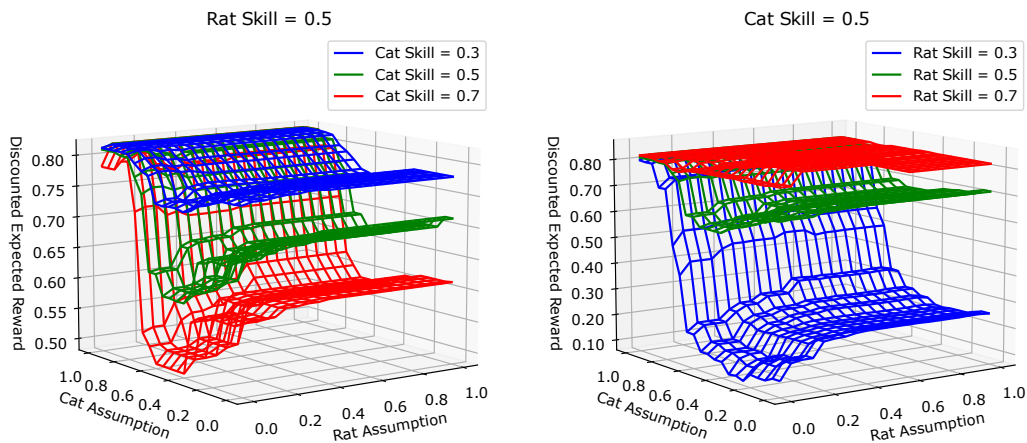 Rat Skill = 0.5
Cat Skill = 0.3
Cat Skill = 0.5
Cat Skill = 0.7
Discounted Expected Reward
0.80
0.75
0.70
0.65
0.60
0.55
0.50
1.0
0.8
0.6
0.4
0.2
0.0
Cat Assumption
0.0
0.2
0.4
0.6
0.8
1.0
Rat Assumption
Cat Skill = 0.5
Rat Skill = 0.3
Rat Skill = 0.5
Rat Skill = 0.7
Discounted Expected Reward
0.80
0.70
0.60
0.50
0.40
0.30
0.20
0.10
1.0
0.8
0.6
0.4
0.2
0.0
Cat Assumption
0.0
0.2
0.4
0.6
0.8
1.0
Rat Assumption